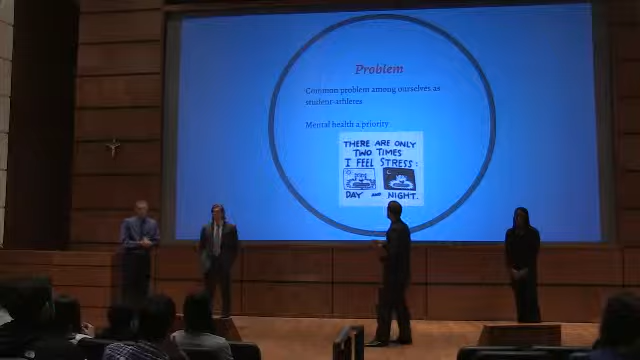 Problem
Common problem among ourselves as
student-athletes
Mental health a priority
THERE ARE ONLY
TWO TIMES
I FEEL STRESS:
DAY AND NIGHT.